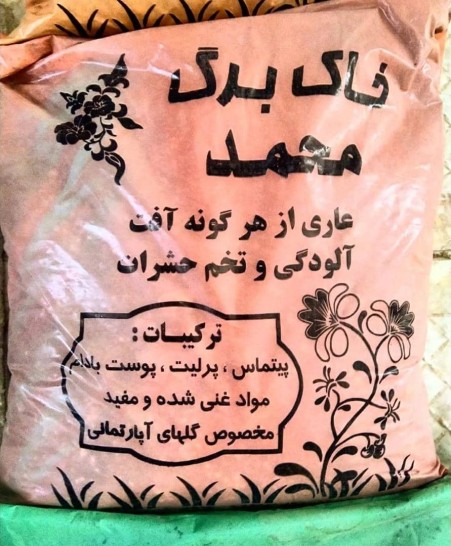 خاک برگ
محمد
عاری از هر گونه آفت
آلودگی و تخم حشرات
ترکیبات :
پیتماس ، پرلیت ، پوست بادام
مواد غنی شده و مفید
مخصوص گلهای آپارتمانی